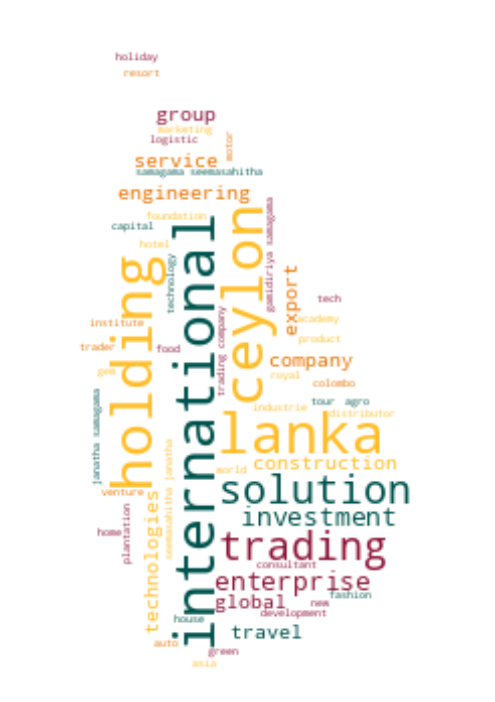 holiday
resort
group
marketing
logistic
motor
service
samagama seemasahitha
engineering
gamidiriya samagama
foundation
capital
ceylon
international
hotel
technology
holding
export
tech
trading company
academy
institute
product
trader
food
company
gem
royal
colombo
janatha samagama
tour
agro
industrie
distributor
lanka
seemasahitha janatha
construction
world
solution
venture
technologies
plantation
investment
home
trading
consultant
enterprise
fashion
global
new
development
house
travel
auto
green
asia